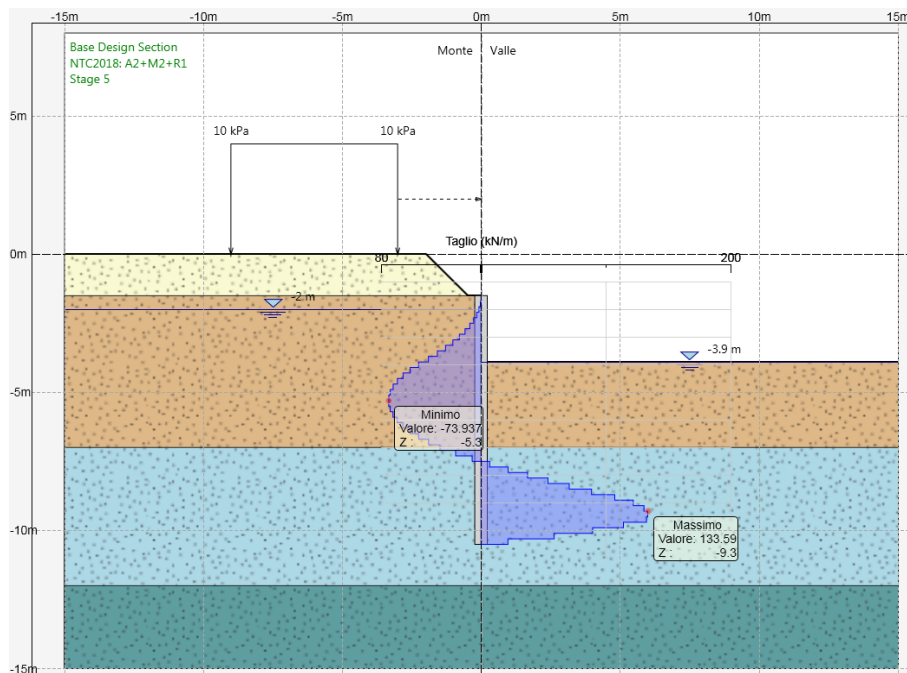 -15m -10m -5m 0m 5m 10m 15m
Base Design Section
NTC2018: A2+M2+R1
Stage 5
Monte Valle
5m
10 kPa 10 kPa
0m
Taglio (kN/m)
80 200
-2 m
-3.9 m
-5m
Minimo
Valore: -73.937
Z : -5.3
-10m
Massimo
Valore: 133.59
Z : -9.3
-15m